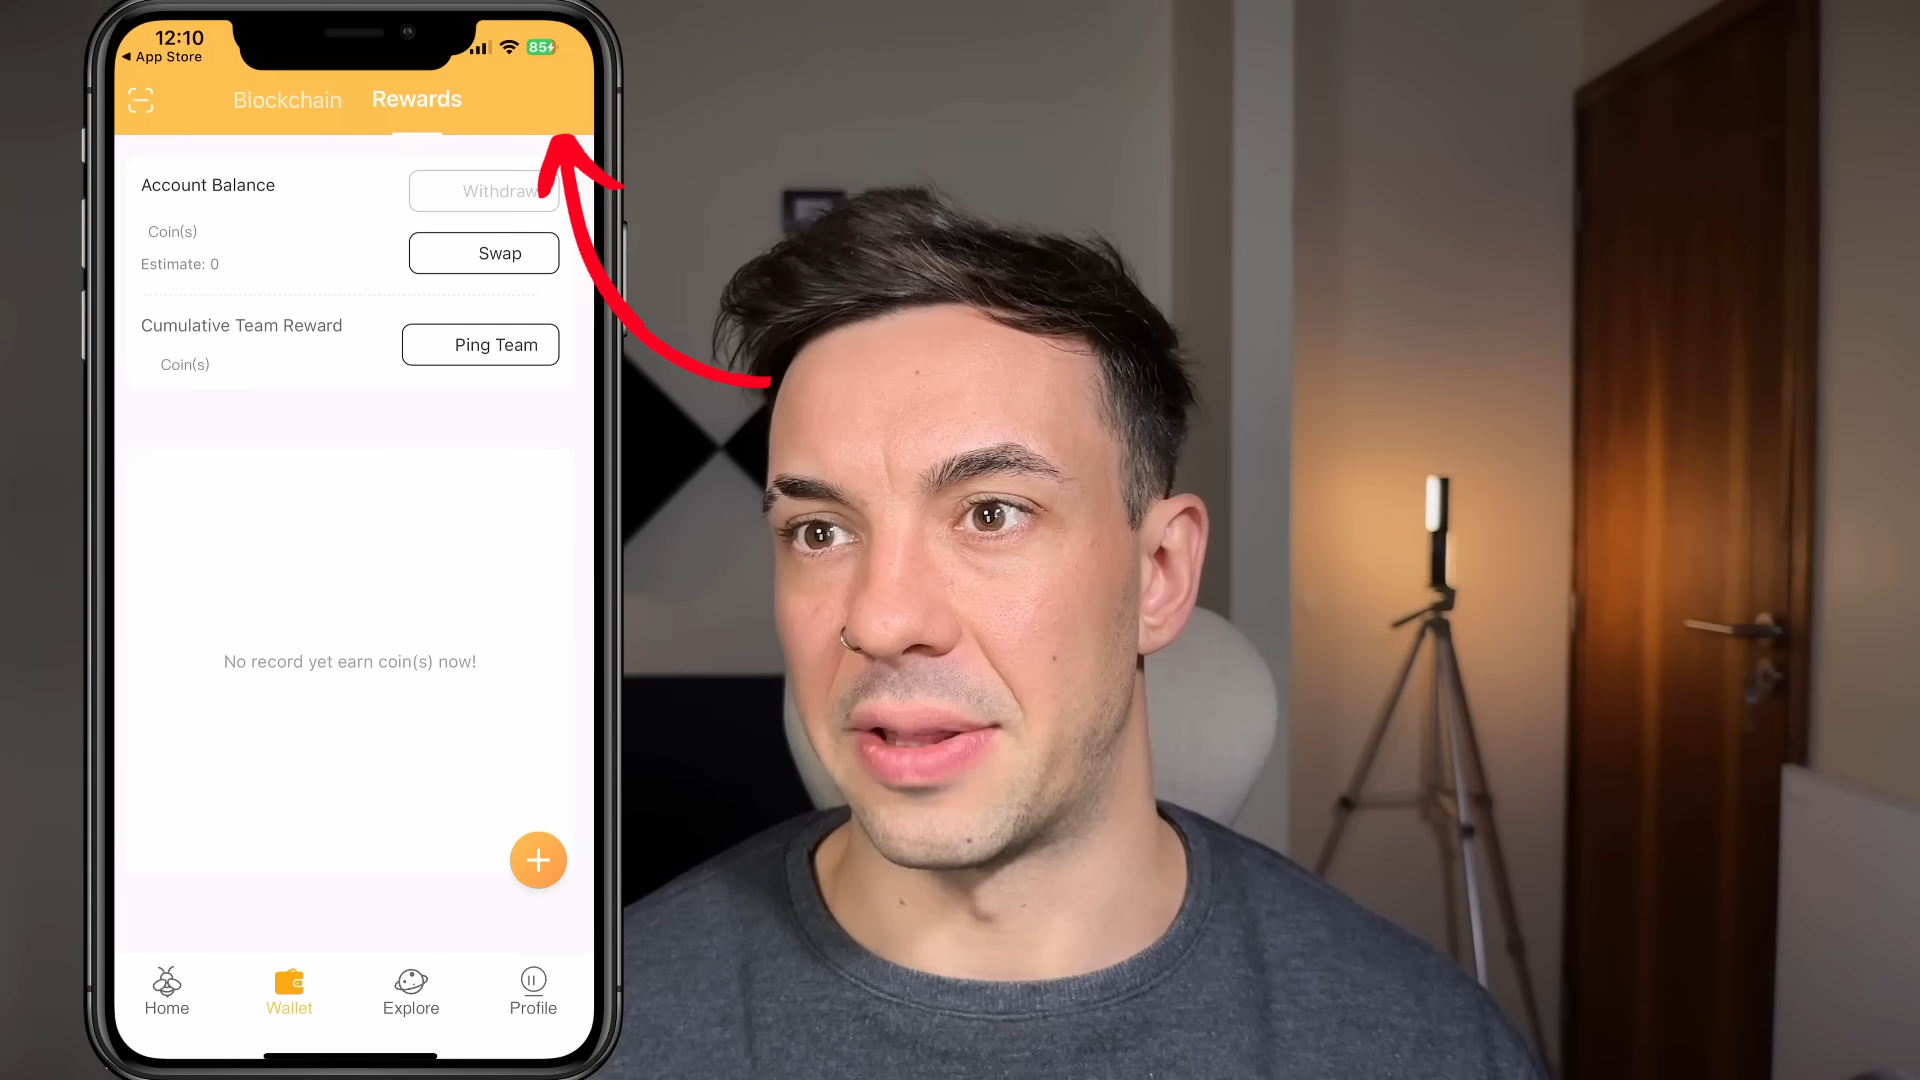 12:10
85
App Store
Blockchain Rewards
Account Balance
Withdraw
Coin(s)
Swap
Estimate: 0
Cumulative Team Reward
Ping Team
Coin(s)
No record yet earn coin(s) now!
Home Wallet Explore Profile